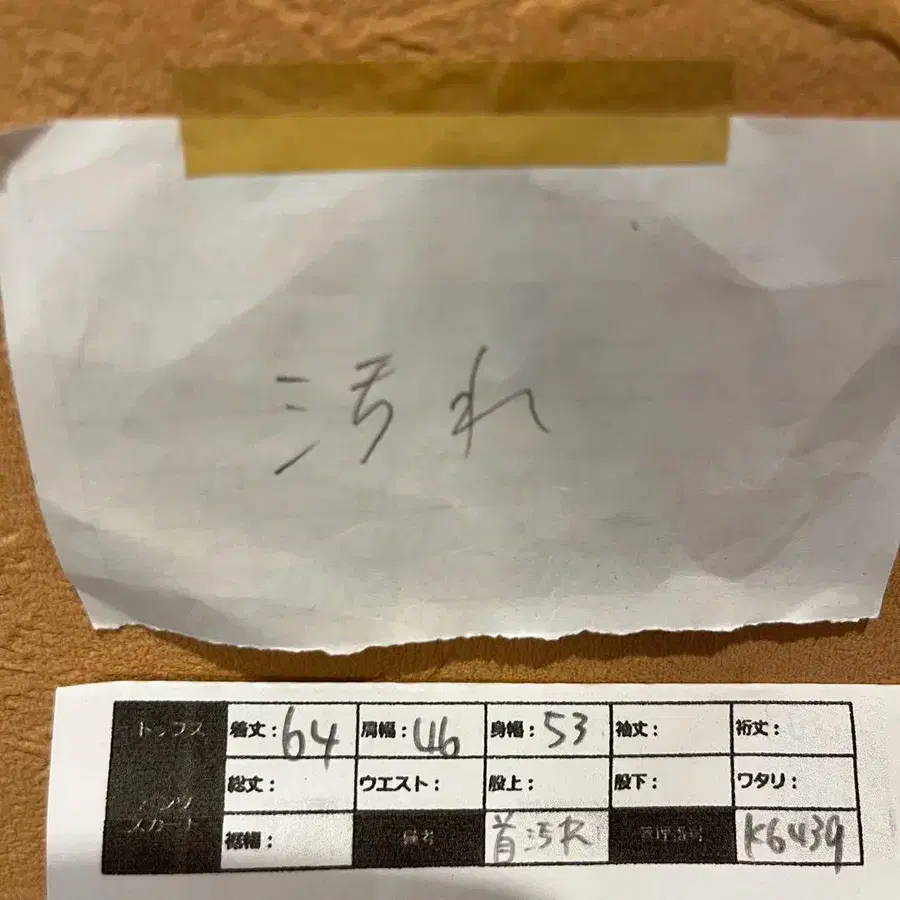 汚れ
トップス 着丈：64 肩幅：46 身幅：53 袖丈： 裄丈：
総丈： ウエスト： 股上： 股下： ワタリ：
パンツ
スカート
裾幅： 備考 首汚れ 管理番号 K6439